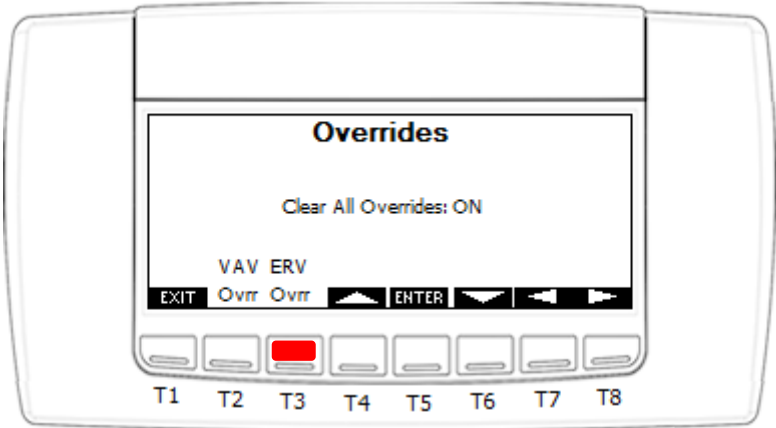 Overrides
Clear All Overrides: ON
VAV ERV
EXIT Ovrr Ovrr ENTER
T1 T2 T3 T4 T5 T6 T7 T8